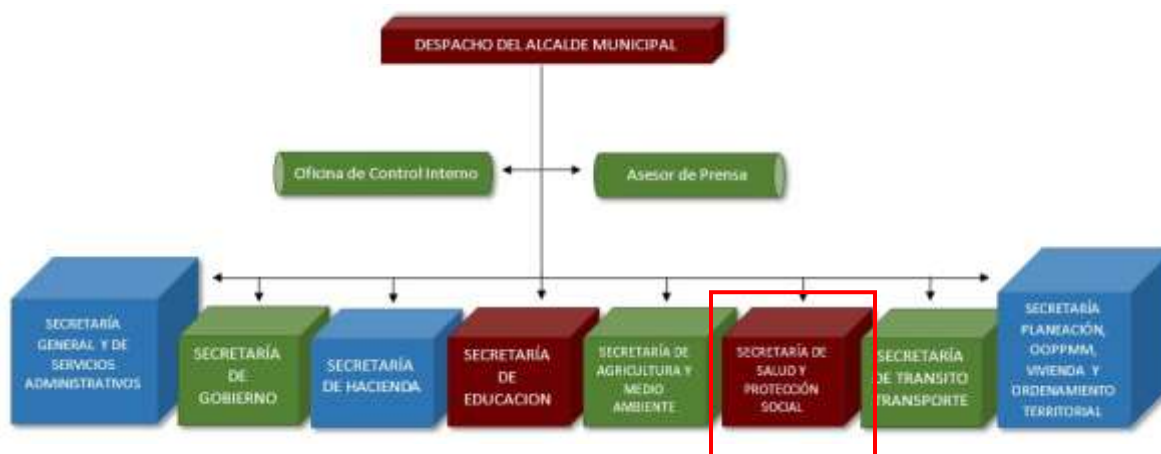 DESPACHO DEL ALCALDE MUNICIPAL
Oficina de Control Interno
Asesor de Prensa
SECRETARÍA
GENERAL Y DE
SERVICIOS
ADMINISTRATIVOS
SECRETARÍA
DE
GOBIERNO
SECRETARÍA
DE HACIENDA
SECRETARÍA
DE
EDUCACION
SECRETARÍA DE
AGRICULTURA Y
MEDIO
AMBIENTE
SECRETARÍA DE
SALUD Y
PROTECCIÓN
SOCIAL
SECRETARÍA
DE TRANSITO
TRANSPORTE
SECRETARÍA
PLANEACIÓN,
OOPPMM,
VIVIENDA Y
ORDENAMIENTO
TERRITORIAL